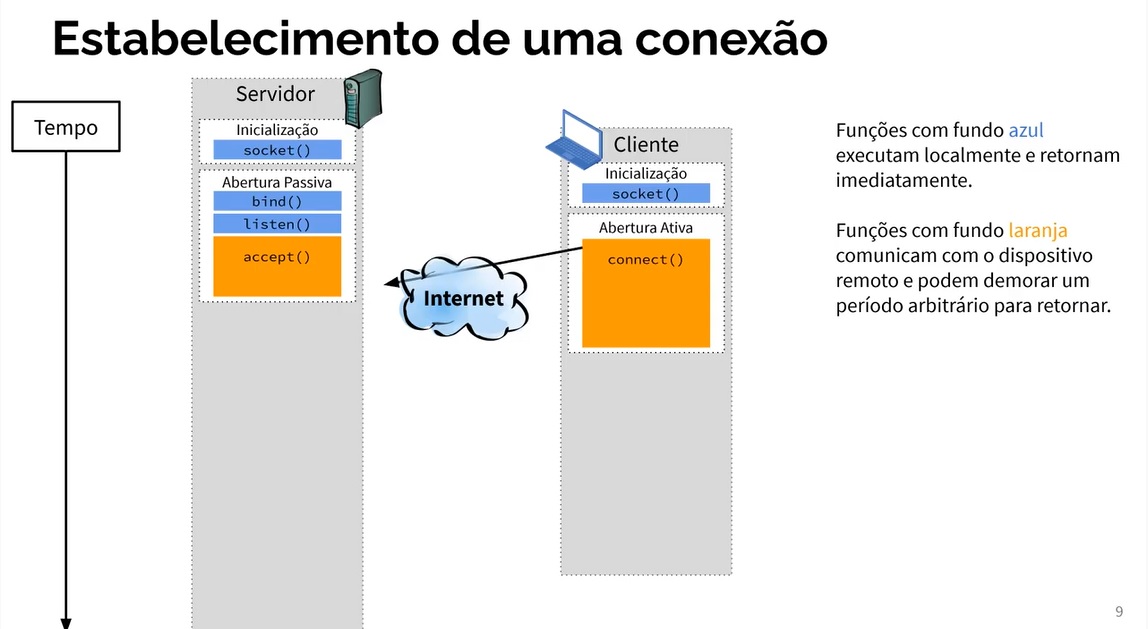 Estabelecimento de uma conexão
Tempo
Servidor
Inicialização
socket()
Abertura Passiva
bind()
listen()
accept()
Internet
Cliente
Inicialização
socket()
Abertura Ativa
connect()
Funções com fundo azul
executam localmente e retornam
imediatamente.
Funções com fundo laranja
comunicam com o dispositivo
remoto e podem demorar um
período arbitrário para retornar.
9